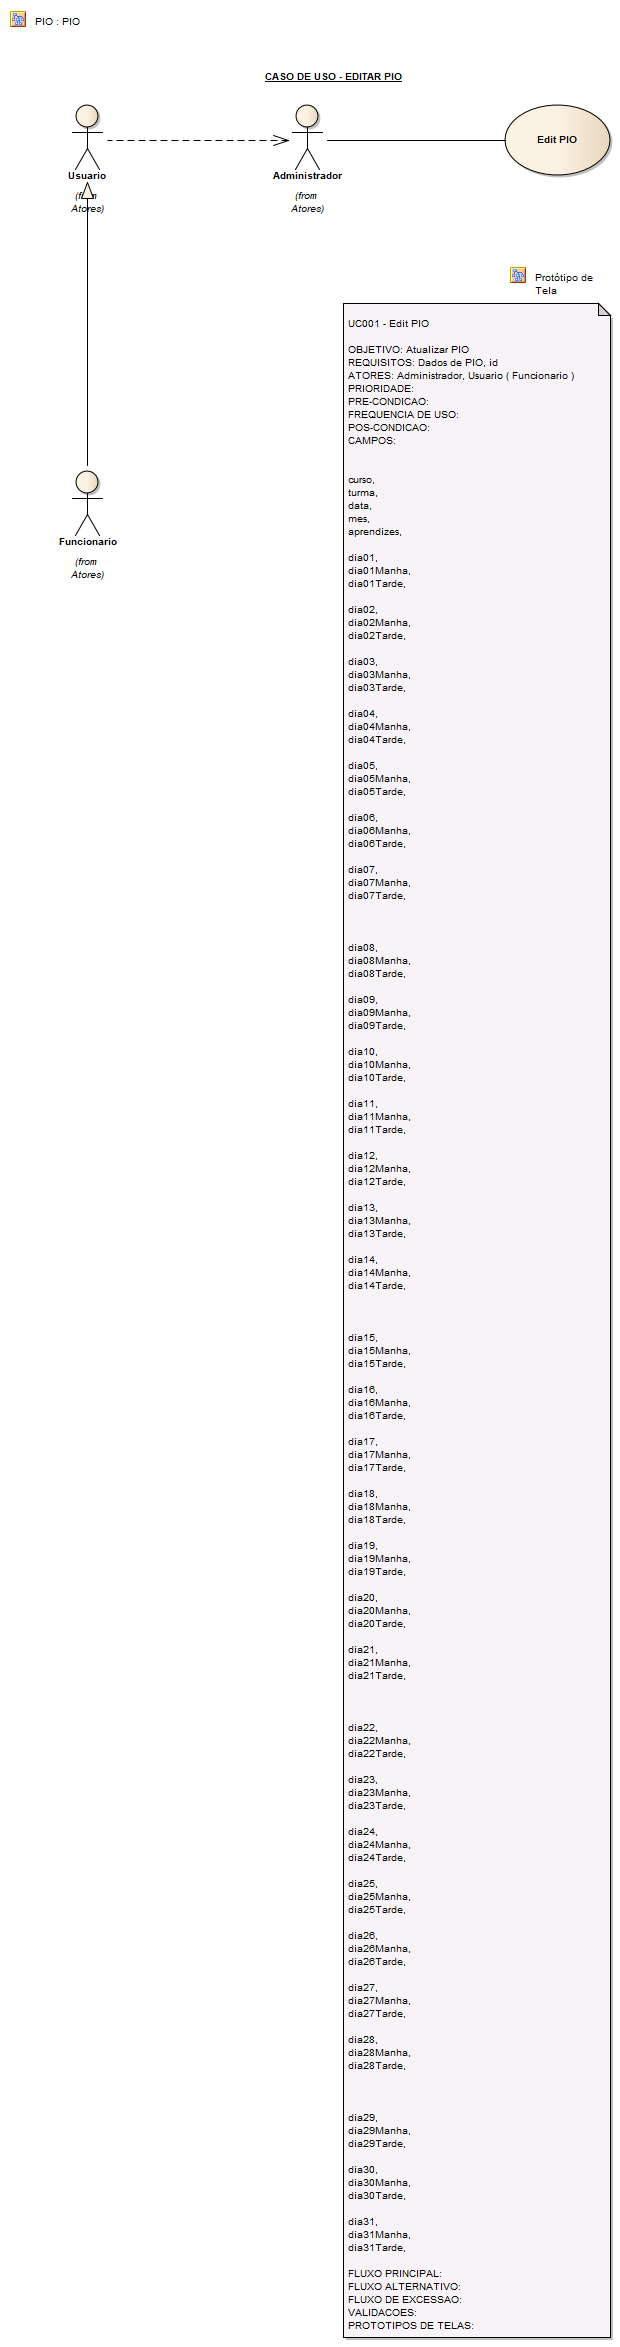 PIO : PIO
CASO DE USO - EDITAR PIO
Usuario
(from
Atores)
Administrador
(from
Atores)
Edit PIO
Funcionario
(from
Atores)
Protótipo de
Tela
UC001 - Edit PIO
OBJETIVO: Atualizar PIO
REQUISITOS: Dados de PIO, id
ATORES: Administrador, Usuario ( Funcionario )
PRIORIDADE:
PRE-CONDICAO:
FREQUENCIA DE USO:
POS-CONDICAO:
CAMPOS:
curso,
turma,
data,
mes,
aprendizes,
dia01,
dia01Manha,
dia01Tarde,
dia02,
dia02Manha,
dia02Tarde,
dia03,
dia03Manha,
dia03Tarde,
dia04,
dia04Manha,
dia04Tarde,
dia05,
dia05Manha,
dia05Tarde,
dia06,
dia06Manha,
dia06Tarde,
dia07,
dia07Manha,
dia07Tarde,
dia08,
dia08Manha,
dia08Tarde,
dia09,
dia09Manha,
dia09Tarde,
dia10,
dia10Manha,
dia10Tarde,
dia11,
dia11Manha,
dia11Tarde,
dia12,
dia12Manha,
dia12Tarde,
dia13,
dia13Manha,
dia13Tarde,
dia14,
dia14Manha,
dia14Tarde,
dia15,
dia15Manha,
dia15Tarde,
dia16,
dia16Manha,
dia16Tarde,
dia17,
dia17Manha,
dia17Tarde,
dia18,
dia18Manha,
dia18Tarde,
dia19,
dia19Manha,
dia19Tarde,
dia20,
dia20Manha,
dia20Tarde,
dia21,
dia21Manha,
dia21Tarde,
dia22,
dia22Manha,
dia22Tarde,
dia23,
dia23Manha,
dia23Tarde,
dia24,
dia24Manha,
dia24Tarde,
dia25,
dia25Manha,
dia25Tarde,
dia26,
dia26Manha,
dia26Tarde,
dia27,
dia27Manha,
dia27Tarde,
dia28,
dia28Manha,
dia28Tarde,
dia29,
dia29Manha,
dia29Tarde,
dia30,
dia30Manha,
dia30Tarde,
dia31,
dia31Manha,
dia31Tarde,
FLUXO PRINCIPAL:
FLUXO ALTERNATIVO:
FLUXO DE EXCESSAO:
VALIDACOES:
PROTOTIPOS DE TELAS: